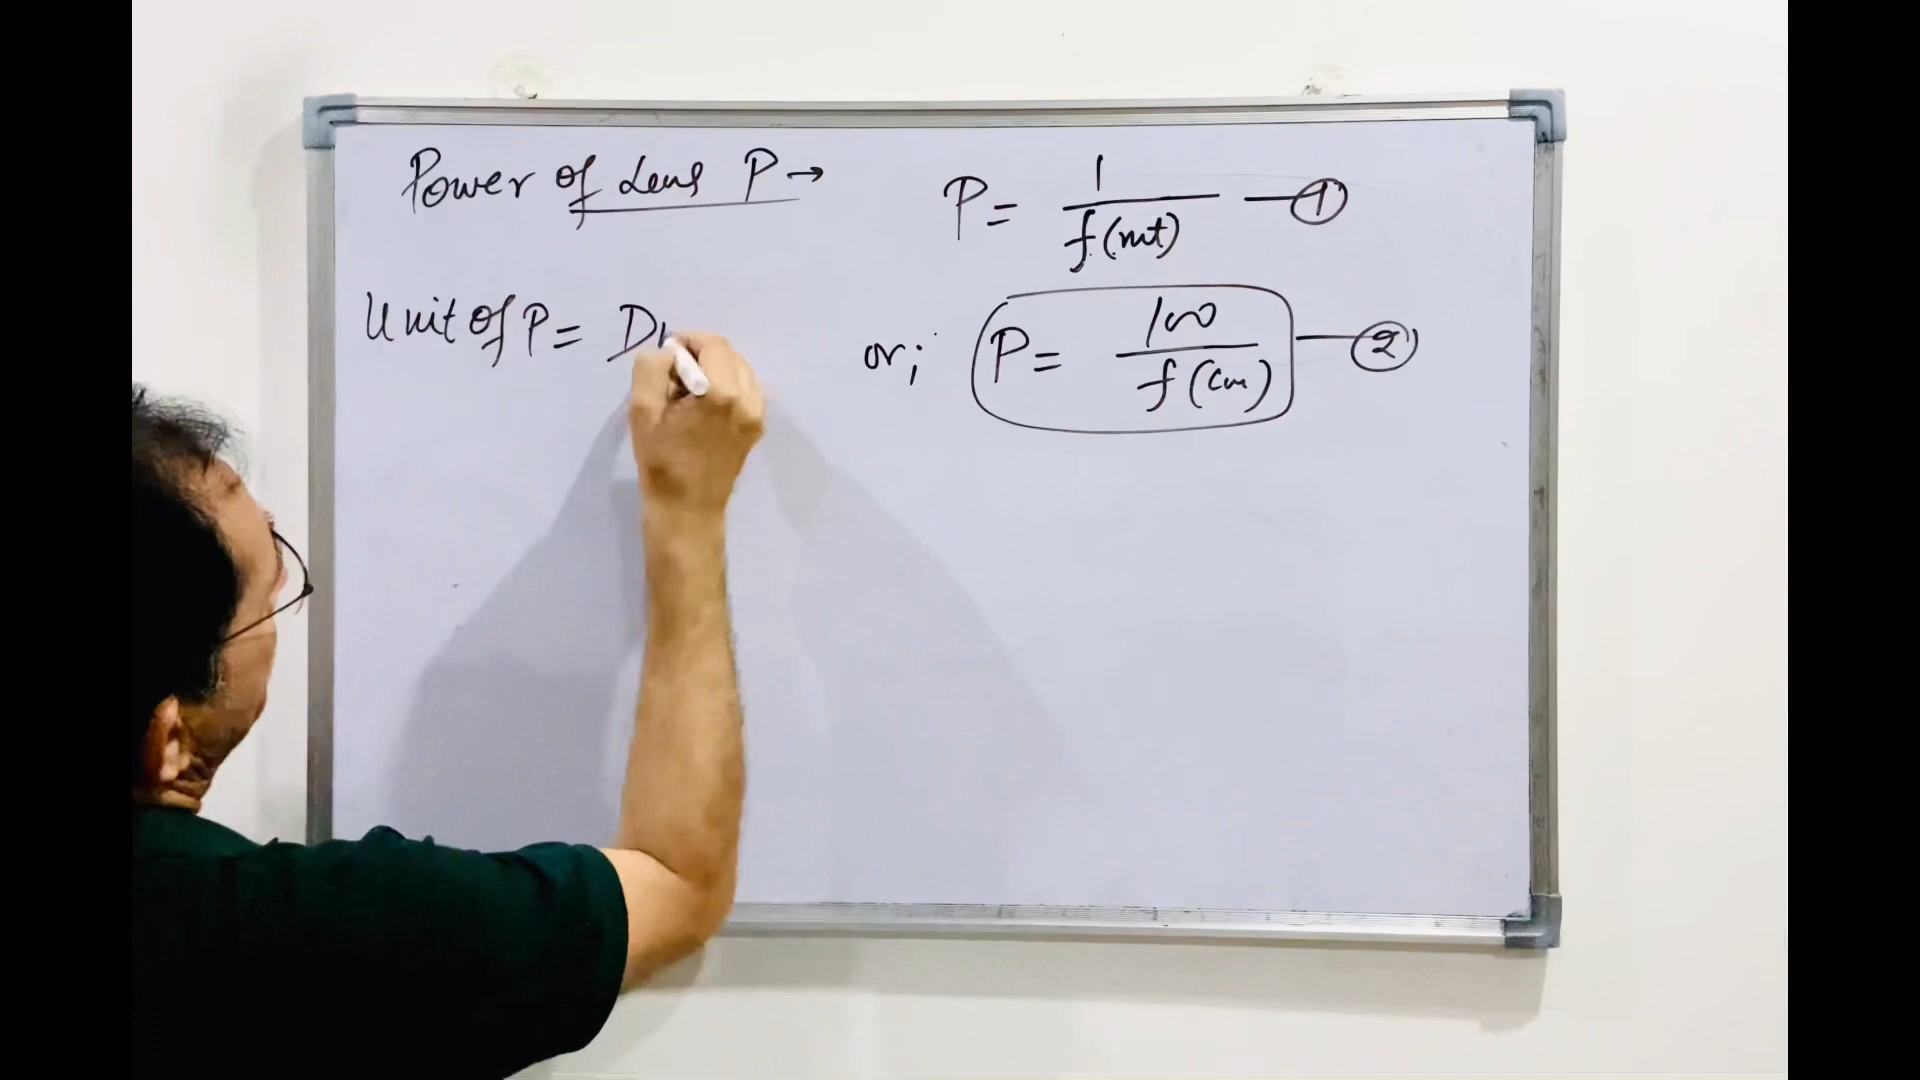 Power of Lens P →
P = 1 / f(mt) — ①
Unit of P =
or; P = 100 / f(cm) — ②